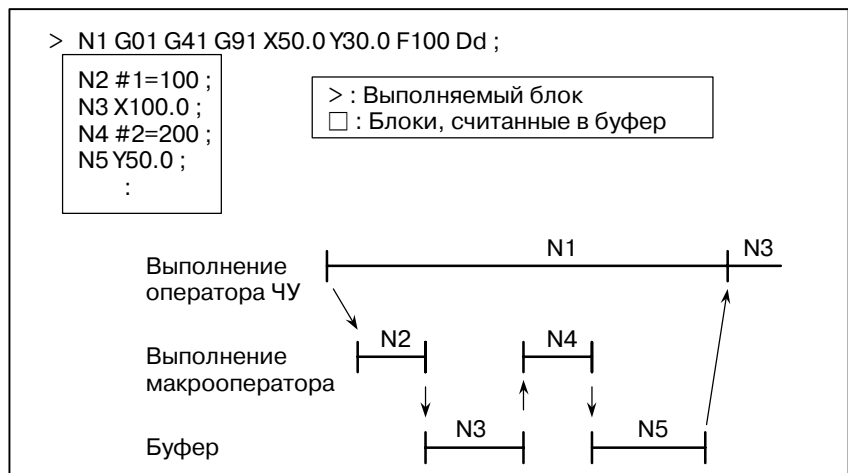 > N1 G01 G41 G91 X50.0 Y30.0 F100 Dd ;
N2 #1=100 ;
N3 X100.0 ;
N4 #2=200 ;
N5 Y50.0 ;
:
> : Выполняемый блок
□ : Блоки, считанные в буфер
N1 N3
Выполнение
оператора ЧУ
N2 N4
Выполнение
макрооператора
N3 N5
Буфер